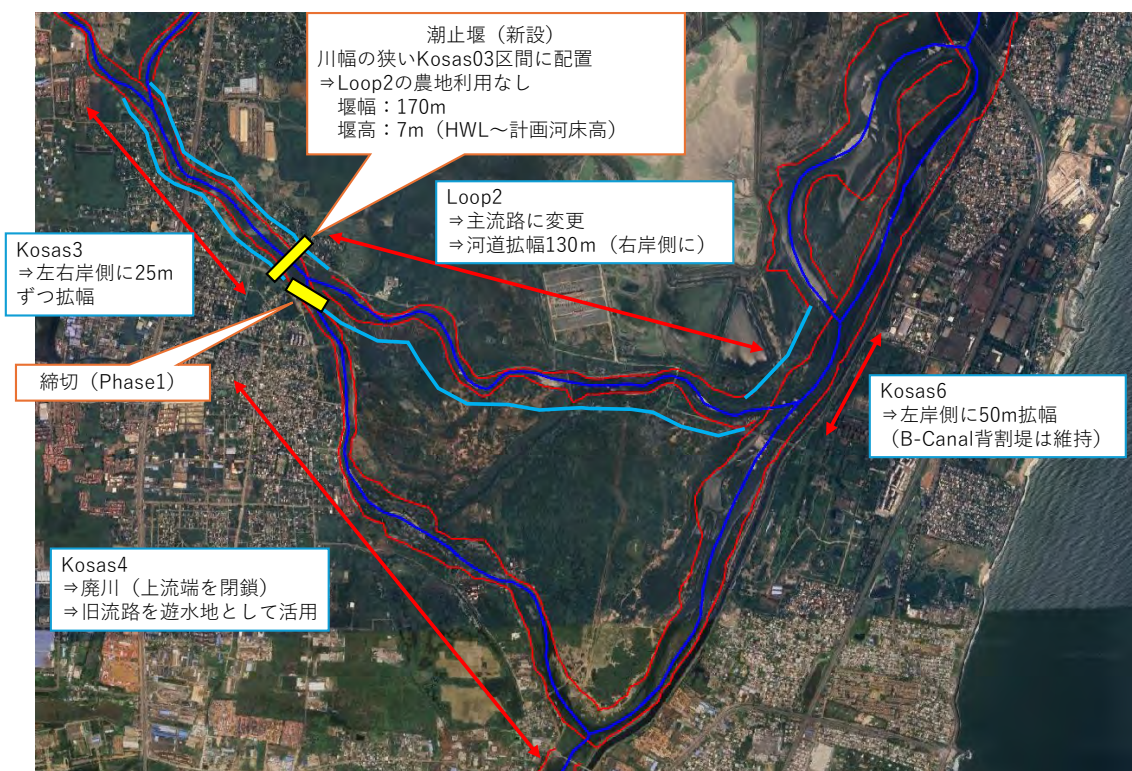 潮止堰（新設）
川幅の狭いKosas03区間に配置
⇒Loop2の農地利用なし
堰幅：170m
堰高：7m（HWL～計画河床高）
Loop2
⇒主流路に変更
⇒河道拡幅130m（右岸側に）
Kosas3
⇒左右岸側に25m
ずつ拡幅
締切（Phase1）
Kosas6
⇒左岸側に50m拡幅
（B-Canal背割堤は維持）
Kosas4
⇒廃川（上流端を閉鎖）
⇒旧流路を遊水地として活用